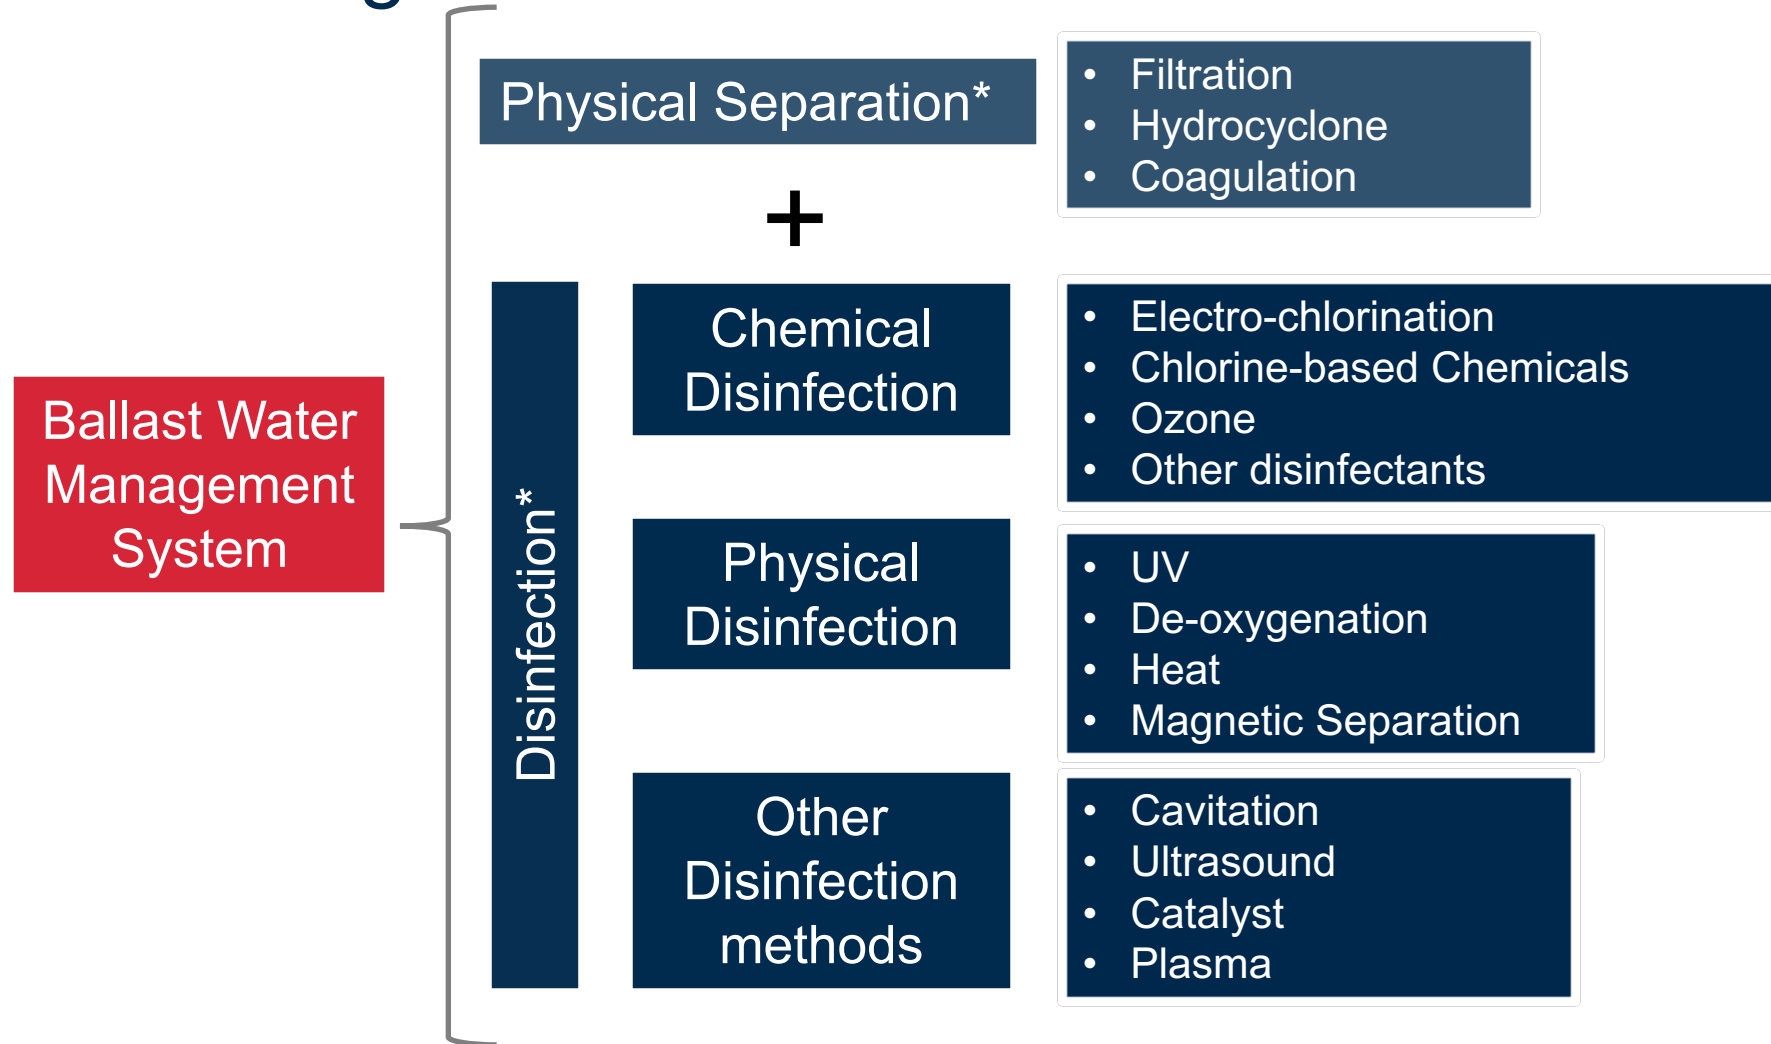 Physical Separation*
• Filtration
• Hydrocyclone
• Coagulation
+
Ballast Water
Management
System
Disinfection*
Chemical
Disinfection
• Electro-chlorination
• Chlorine-based Chemicals
• Ozone
• Other disinfectants
Physical
Disinfection
• UV
• De-oxygenation
• Heat
• Magnetic Separation
Other
Disinfection
methods
• Cavitation
• Ultrasound
• Catalyst
• Plasma